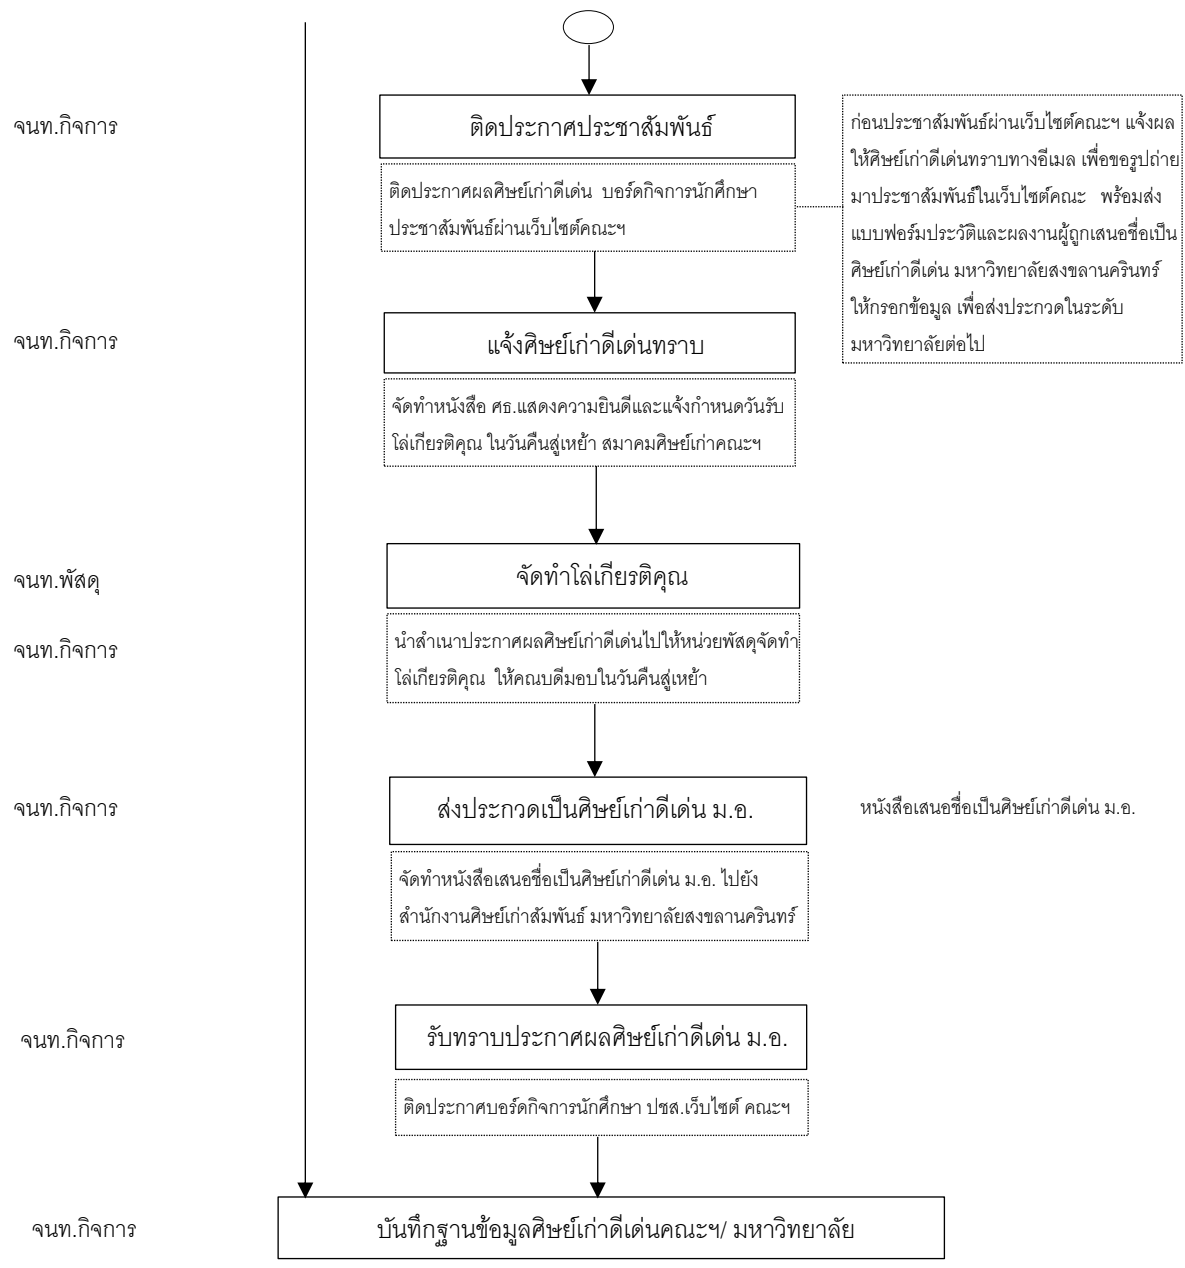 จนท.กิจการ
ติดประกาศประชาสัมพันธ์
ติดประกาศผลศิษย์เก่าดีเด่น บอร์ดกิจการนักศึกษา
ประชาสัมพันธ์ผ่านเว็บไซต์คณะฯ
ก่อนประชาสัมพันธ์ผ่านเว็บไซต์คณะฯ แจ้งผล
ให้ศิษย์เก่าดีเด่นทราบทางอีเมล เพื่อขอรูปถ่าย
มาประชาสัมพันธ์ในเว็บไซต์คณะ พร้อมส่ง
แบบฟอร์มประวัติและผลงานผู้ถูกเสนอชื่อเป็น
ศิษย์เก่าดีเด่น มหาวิทยาลัยสงขลานครินทร์
ให้กรอกข้อมูล เพื่อส่งประกวดในระดับ
มหาวิทยาลัยต่อไป
จนท.กิจการ
แจ้งศิษย์เก่าดีเด่นทราบ
จัดทำหนังสือ ศธ.แสดงความยินดีและแจ้งกำหนดวันรับ
โล่เกียรติคุณ ในวันคืนสู่เหย้า สมาคมศิษย์เก่าคณะฯ
จนท.พัสดุ
จัดทำโล่เกียรติคุณ
จนท.กิจการ
นำสำเนาประกาศผลศิษย์เก่าดีเด่นไปให้หน่วยพัสดุจัดทำ
โล่เกียรติคุณ ให้คณบดีมอบในวันคืนสู่เหย้า
จนท.กิจการ
ส่งประกวดเป็นศิษย์เก่าดีเด่น ม.อ.
หนังสือเสนอชื่อเป็นศิษย์เก่าดีเด่น ม.อ.
จัดทำหนังสือเสนอชื่อเป็นศิษย์เก่าดีเด่น ม.อ. ไปยัง
สำนักงานศิษย์เก่าสัมพันธ์ มหาวิทยาลัยสงขลานครินทร์
จนท.กิจการ
รับทราบประกาศผลศิษย์เก่าดีเด่น ม.อ.
ติดประกาศบอร์ดกิจการนักศึกษา ปชส.เว็บไซต์ คณะฯ
จนท.กิจการ
บันทึกฐานข้อมูลศิษย์เก่าดีเด่นคณะฯ/ มหาวิทยาลัย